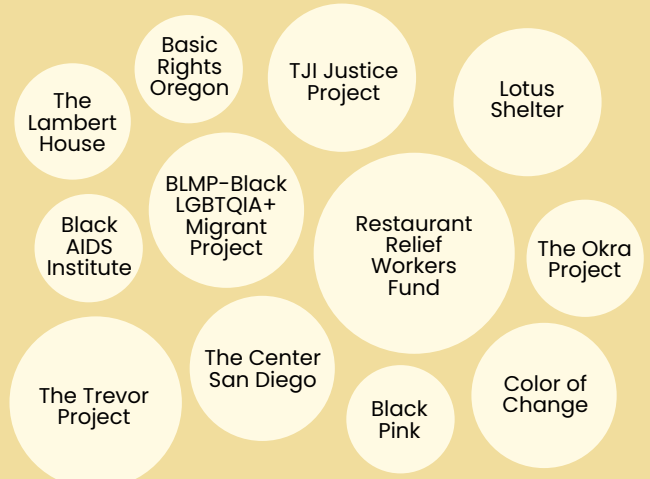 Basic
Rights
Oregon
TJI Justice
Project
Lotus
Shelter
The
Lambert
House
BLMP-Black
LGBTQIA+
Migrant
Project
Black
AIDS
Institute
Restaurant
Relief
Workers
Fund
The Okra
Project
The Center
San Diego
The Trevor
Project
Black
Pink
Color of
Change